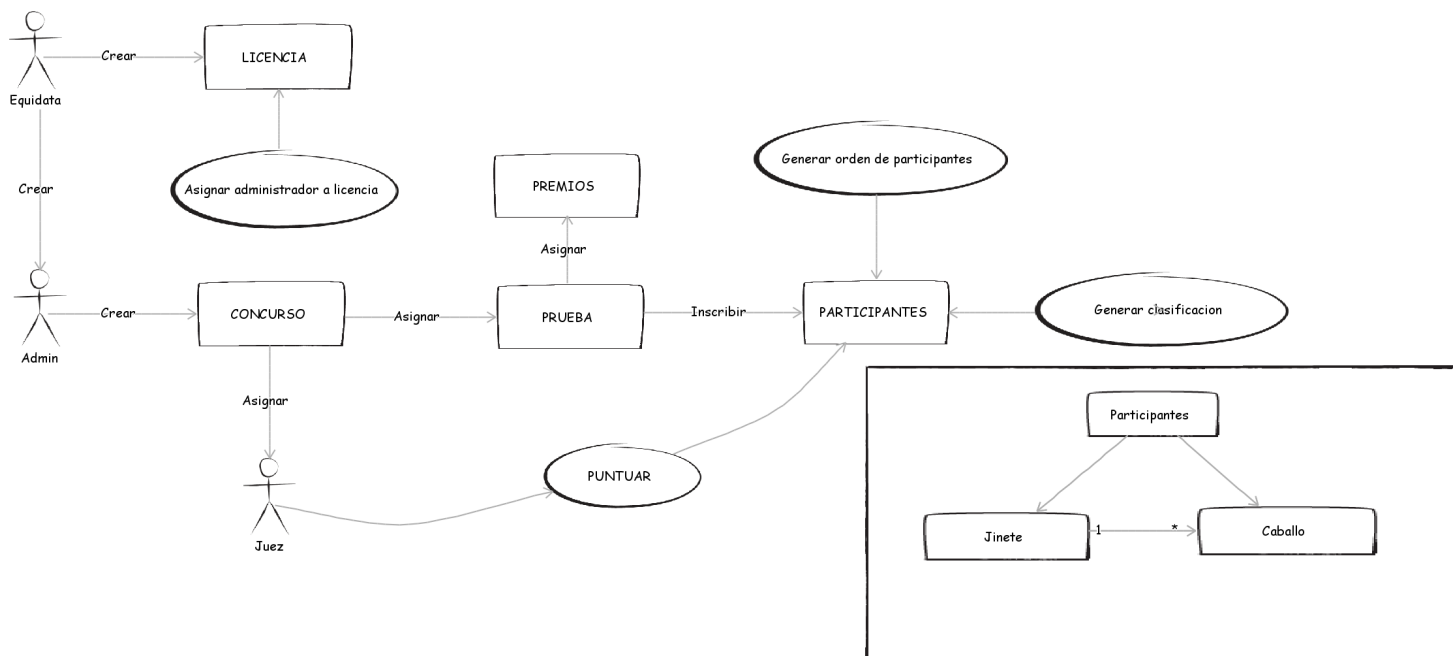 Crear
LICENCIA
Equidata
Generar orden de participantes
Crear
Asignar administrador a licencia
PREMIOS
Asignar
Crear
CONCURSO
Asignar
PRUEBA
Inscribir
PARTICIPANTES
Generar clasificacion
Admin
Asignar
Participantes
PUNTUAR
Jinete
1
*
Caballo
Juez